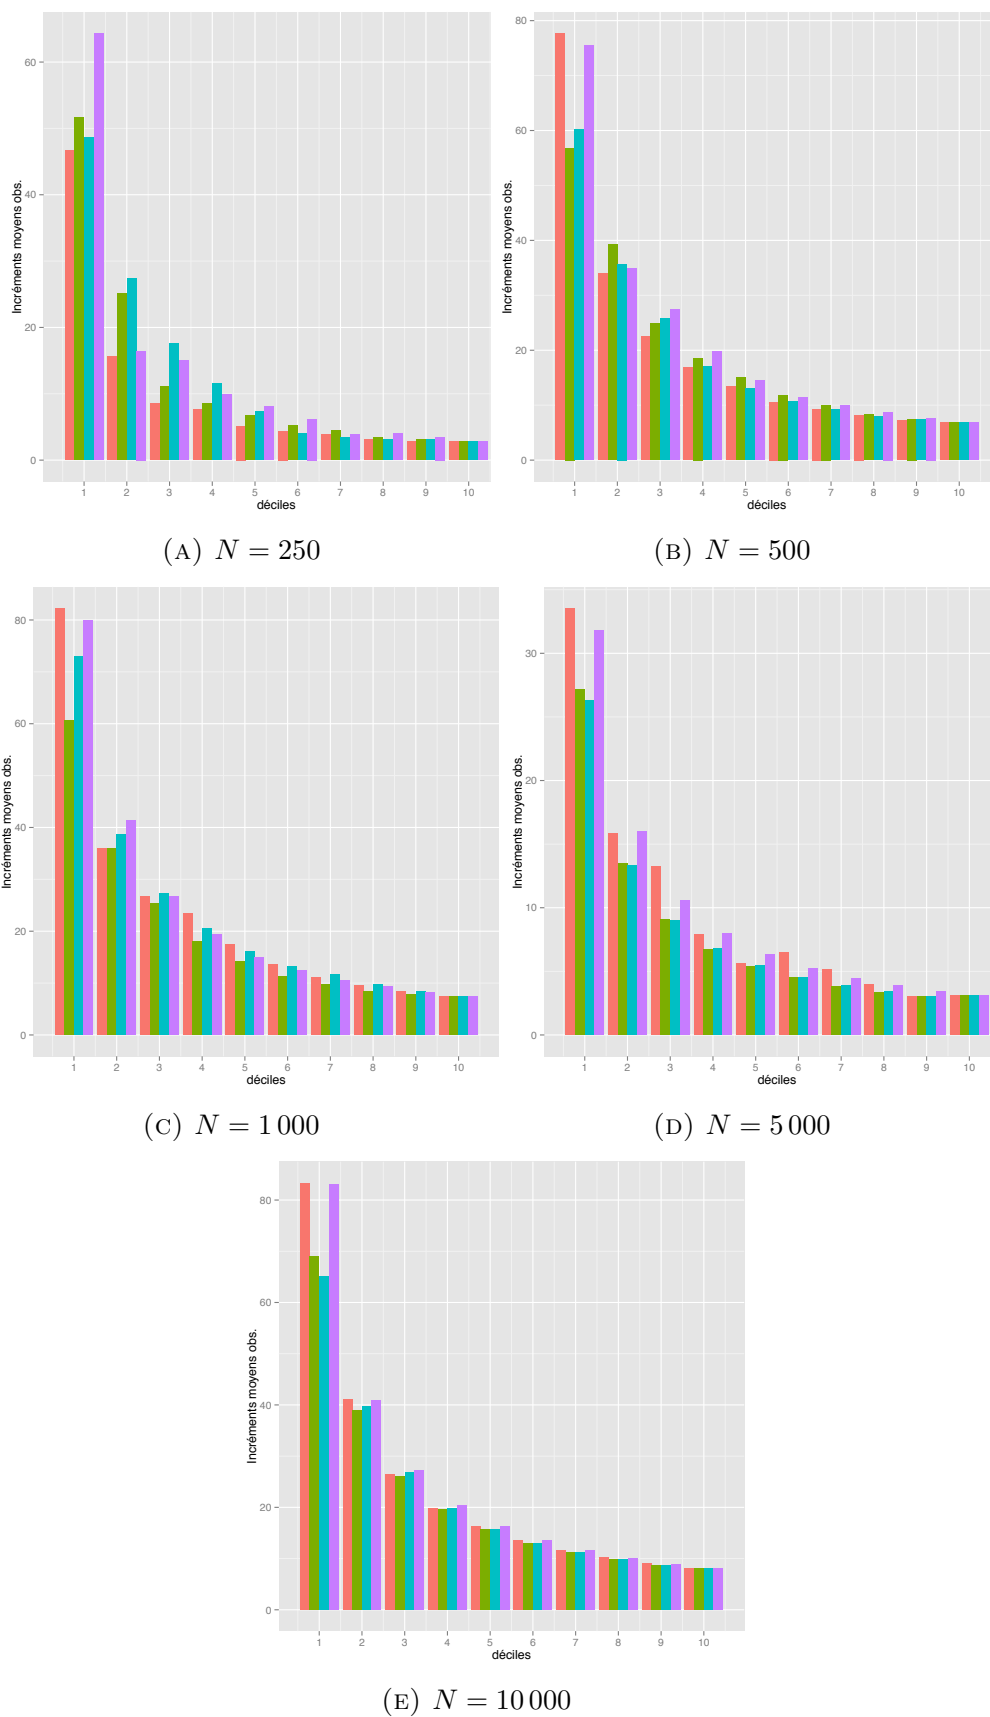 60
40
20
0
Incréments moyens obs.
1 2 3 4 5 6 7 8 9 10
déciles
(A) N = 250
80
60
40
20
0
Incréments moyens obs.
1 2 3 4 5 6 7 8 9 10
déciles
(B) N = 500
80
60
40
20
0
Incréments moyens obs.
1 2 3 4 5 6 7 8 9 10
déciles
(C) N = 1 000
30
20
10
0
Incréments moyens obs.
1 2 3 4 5 6 7 8 9 10
déciles
(D) N = 5 000
80
60
40
20
0
Incréments moyens obs.
1 2 3 4 5 6 7 8 9 10
déciles
(E) N = 10 000